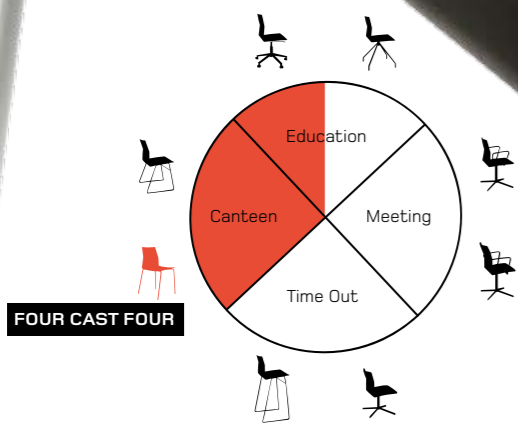 Education
Canteen
Meeting
Time Out
FOUR CAST FOUR